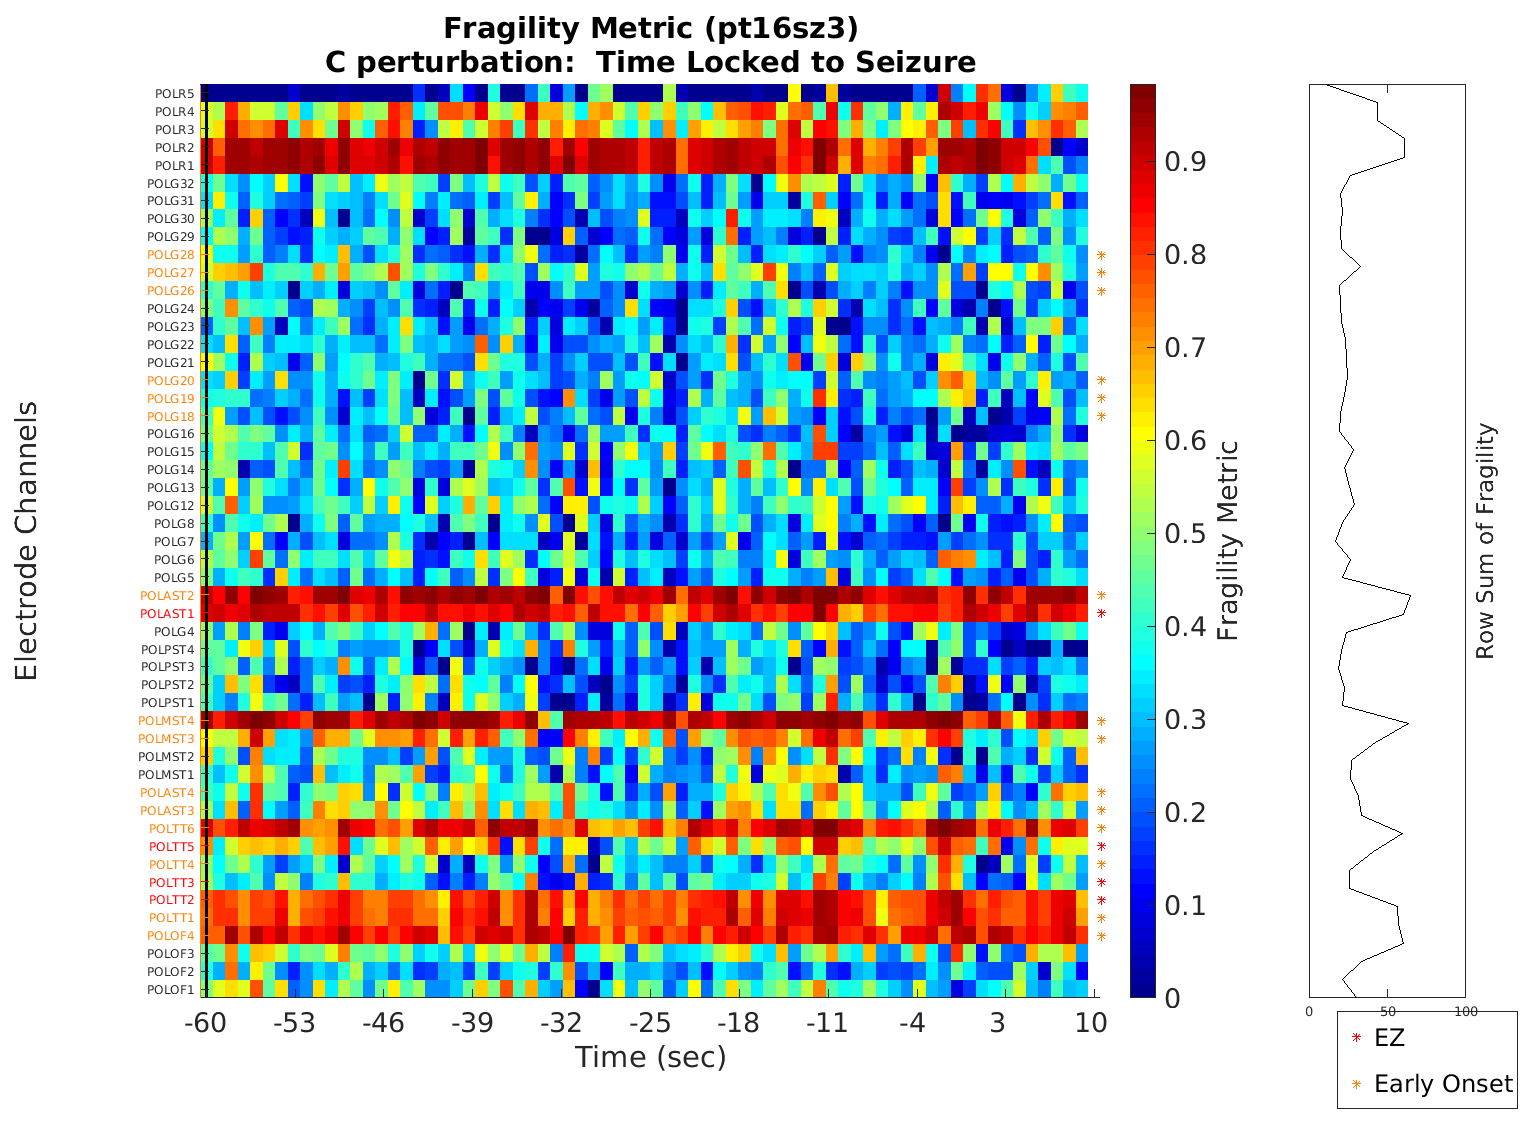 Fragility Metric (pt16sz3)
C perturbation:  Time Locked to Seizure
Electrode Channels
POLR5
POLR4
POLR3
POLR2
POLR1
POLG32
POLG31
POLG30
POLG29
POLG28
POLG27
POLG26
POLG24
POLG23
POLG22
POLG21
POLG20
POLG19
POLG18
POLG16
POLG15
POLG14
POLG13
POLG12
POLG8
POLG7
POLG6
POLG5
POLAST2
POLAST1
POLG4
POLPST4
POLPST3
POLPST2
POLPST1
POLMST4
POLMST3
POLMST2
POLMST1
POLAST4
POLAST3
POLTT6
POLTT5
POLTT4
POLTT3
POLTT2
POLTT1
POLOF4
POLOF3
POLOF2
POLOF1
-60 -53 -46 -39 -32 -25 -18 -11 -4 3 10
Time (sec)
0.9
0.8
0.7
0.6
0.5
0.4
0.3
0.2
0.1
0
Fragility Metric
Row Sum of Fragility
0 50 100
EZ
Early Onset